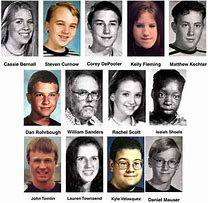 Cassie Bernall Steven Curnow Corey DePooter Kelly Fleming Matthew Kechter
Dan Rohrbough William Sanders Rachel Scott Isaiah Shoels
John Tomlin Lauren Townsend Kyle Velasquez Daniel Mauser